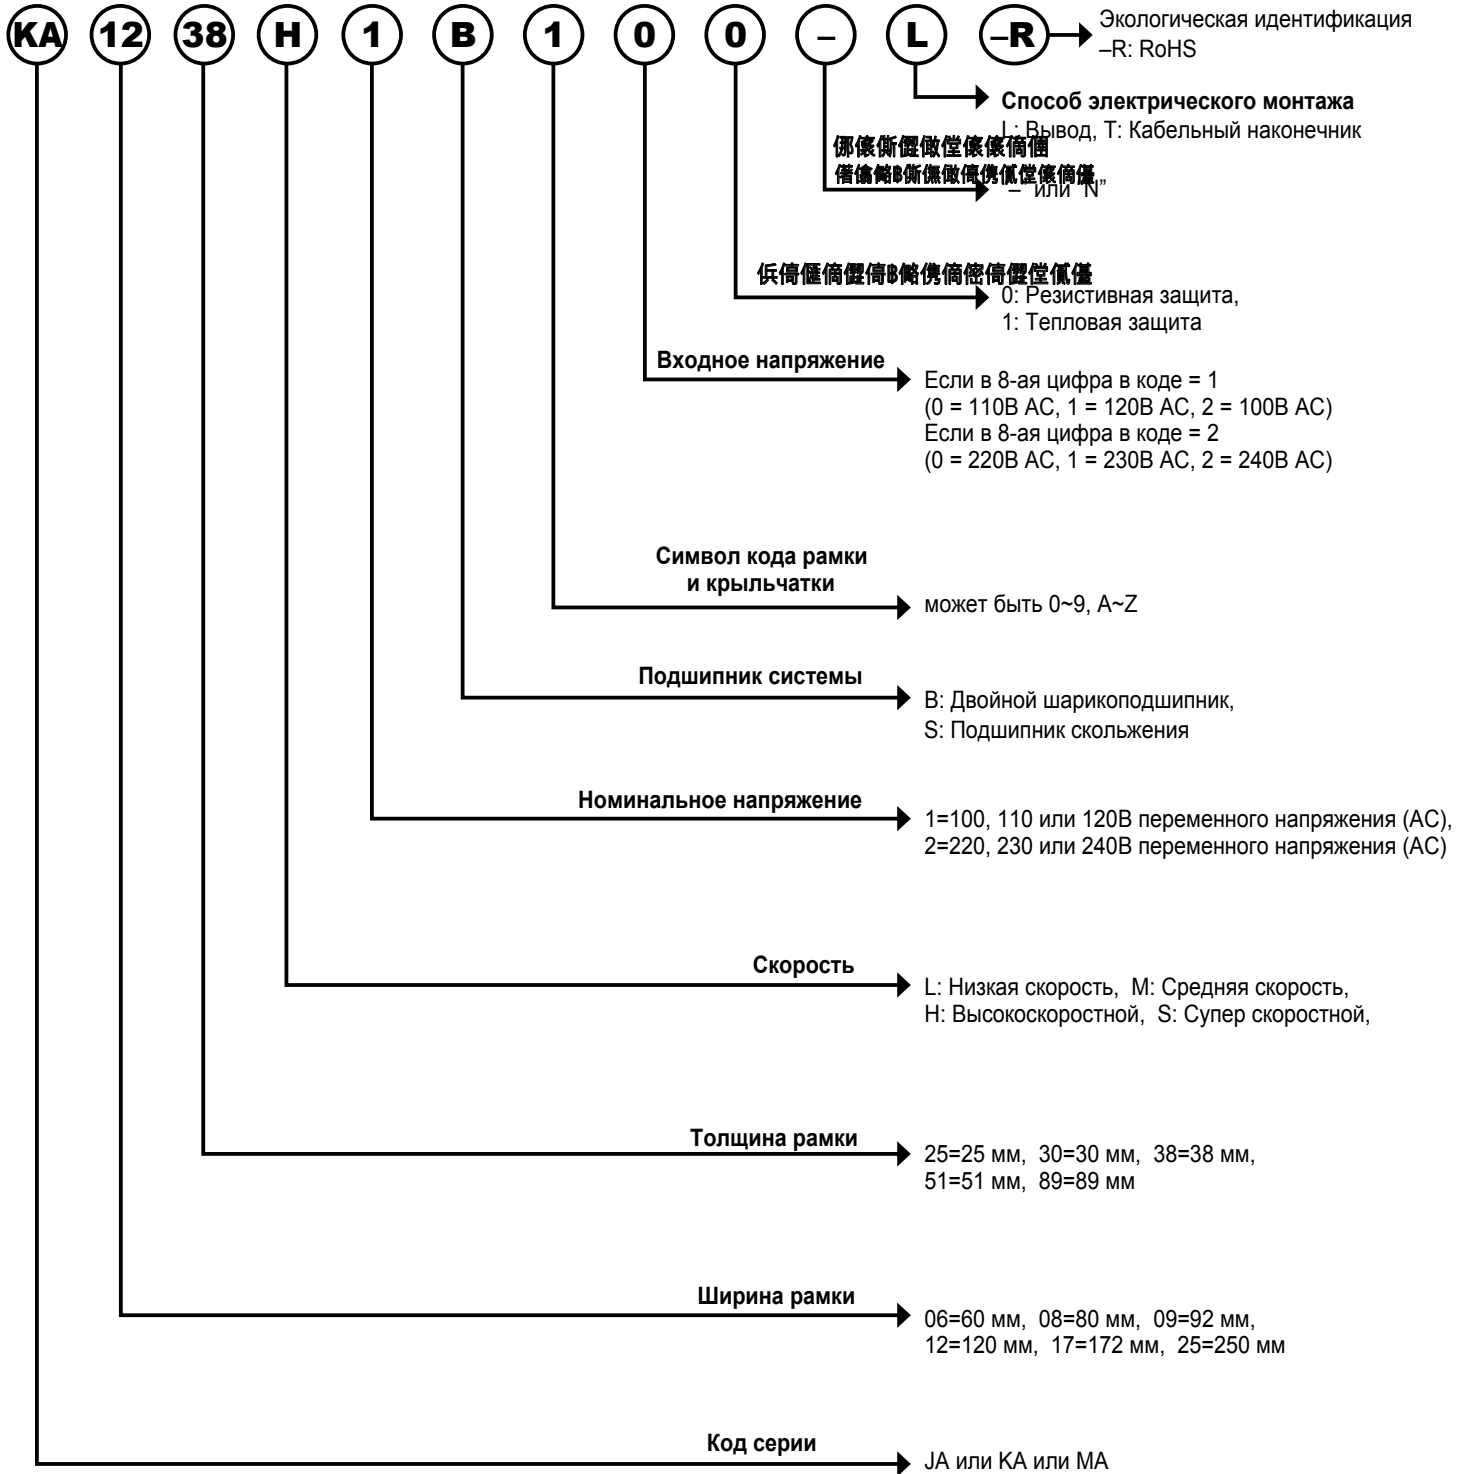 KA 12 38 H 1 B 1 0 0 – L –R
Экологическая идентификация
–R: RoHS
Способ электрического монтажа
L: Вывод, T: Кабельный наконечник
“–” или “N”
0: Резистивная защита,
1: Тепловая защита
Входное напряжение
Если в 8-ая цифра в коде = 1
(0 = 110В AC, 1 = 120В AC, 2 = 100В AC)
Если в 8-ая цифра в коде = 2
(0 = 220В AC, 1 = 230В AC, 2 = 240В AC)
Символ кода рамки
и крыльчатки
может быть 0~9, A~Z
Подшипник системы
B: Двойной шарикоподшипник,
S: Подшипник скольжения
Номинальное напряжение
1=100, 110 или 120В переменного напряжения (AC),
2=220, 230 или 240В переменного напряжения (AC)
Скорость
L: Низкая скорость, M: Средняя скорость,
H: Высокоскоростной, S: Супер скоростной,
Толщина рамки
25=25 мм, 30=30 мм, 38=38 мм,
51=51 мм, 89=89 мм
Ширина рамки
06=60 мм, 08=80 мм, 09=92 мм,
12=120 мм, 17=172 мм, 25=250 мм
Код серии
JA или KA или MA